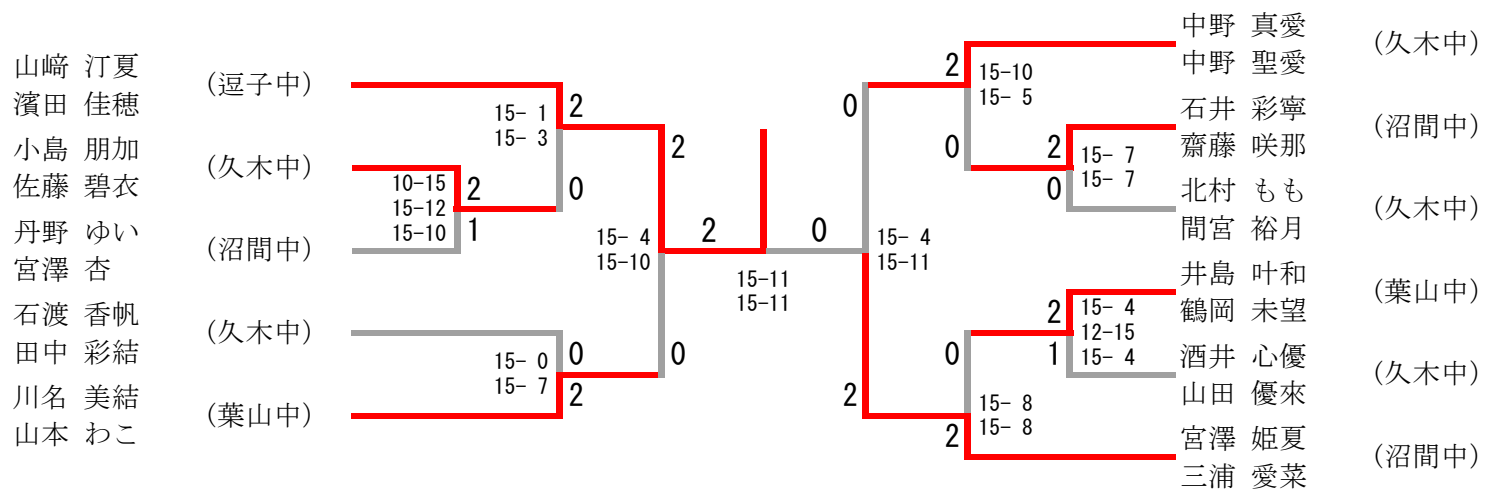 山﨑 汀夏
濱田 佳穂
(逗子中)
小島 朋加
佐藤 碧衣
(久木中)
丹野 ゆい
宮澤 杏
(沼間中)
石渡 香帆
田中 彩結
(久木中)
川名 美結
山本 わこ
(葉山中)
10-15
15-12
15-10
2
1
15- 1
15- 3
2
0
15- 0
15- 7
0
2
15- 4
15-10
2
0
2
0
15-11
15-11
15- 4
15-11
0
2
2
15-10
15- 5
0
2
15- 7
15- 7
0
2
15- 4
12-15
15- 4
1
0
15- 8
15- 8
2
中野 真愛
中野 聖愛
(久木中)
石井 彩寧
齋藤 咲那
(沼間中)
北村 もも
間宮 裕月
(久木中)
井島 叶和
鶴岡 未望
(葉山中)
酒井 心優
山田 優來
(久木中)
宮澤 姫夏
三浦 愛菜
(沼間中)